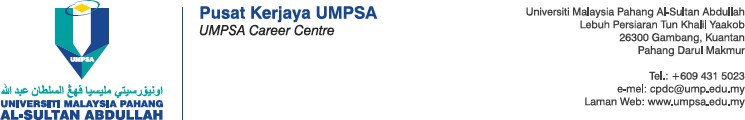 UMPSA
اونيۏرسيتي مليسيا ڤهڠ السلطان عبد الله
UNIVERSITI MALAYSIA PAHANG
AL-SULTAN ABDULLAH
Pusat Kerjaya UMPSA
UMPSA Career Centre
Universiti Malaysia Pahang Al-Sultan Abdullah
Lebuh Persiaran Tun Khalil Yaakob
26300 Gambang, Kuantan
Pahang Darul Makmur
Tel.: +609 431 5023
e-mel: cpdc@ump.edu.my
Laman Web: www.umpsa.edu.my